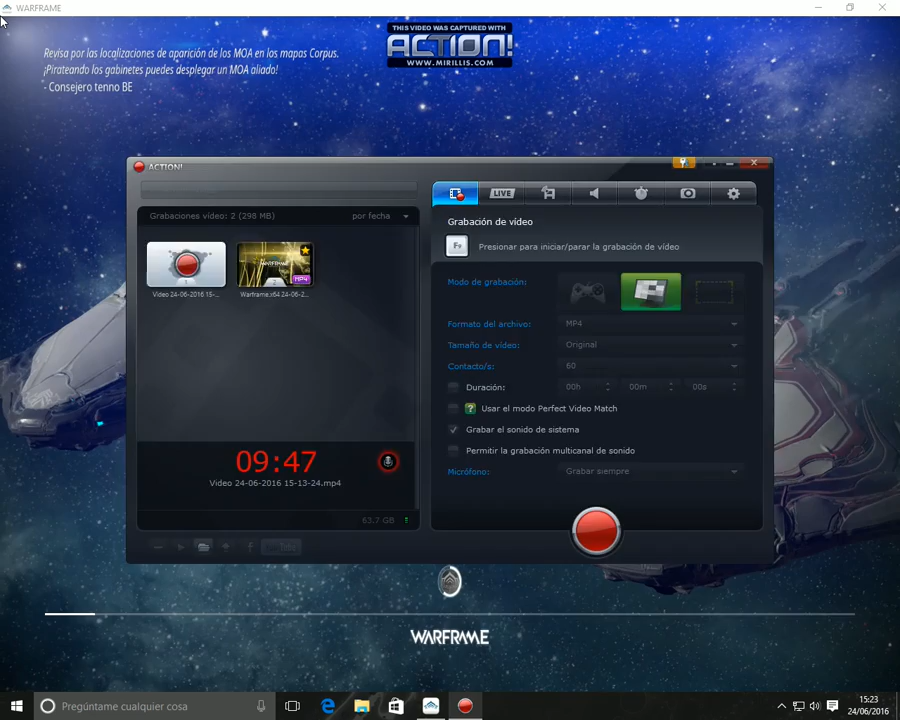 WARFRAME
THIS VIDEO WAS CAPTURED WITH
ACTION!
WWW.MIRILLIS.COM
Revisa por las localizaciones de aparición de los MOA en los mapas Corpus.
¡Pirateando los gabinetes puedes desplegar un MOA aliado!
- Consejero tenno BE
ACTION!
LIVE
Grabaciones vídeo: 2 (298 MB)
por fecha
Grabación de vídeo
F9
Presionar para iniciar/parar la grabación de vídeo
WARFRAME
MP4
Video 24-06-2016 15-...
Warframe.x64 24-06-2...
Modo de grabación:
Formato del archivo: MP4
Tamaño de vídeo: Original
Contacto/s: 60
Duración: 00h 00m 00s
? Usar el modo Perfect Video Match
Grabar el sonido de sistema
Permitir la grabación multicanal de sonido
Micrófono: Grabar siempre
09:47
Video 24-06-2016 15-13-24.mp4
63.7 GB
f
WARFRAME
Pregúntame cualquier cosa
15:23
24/06/2016